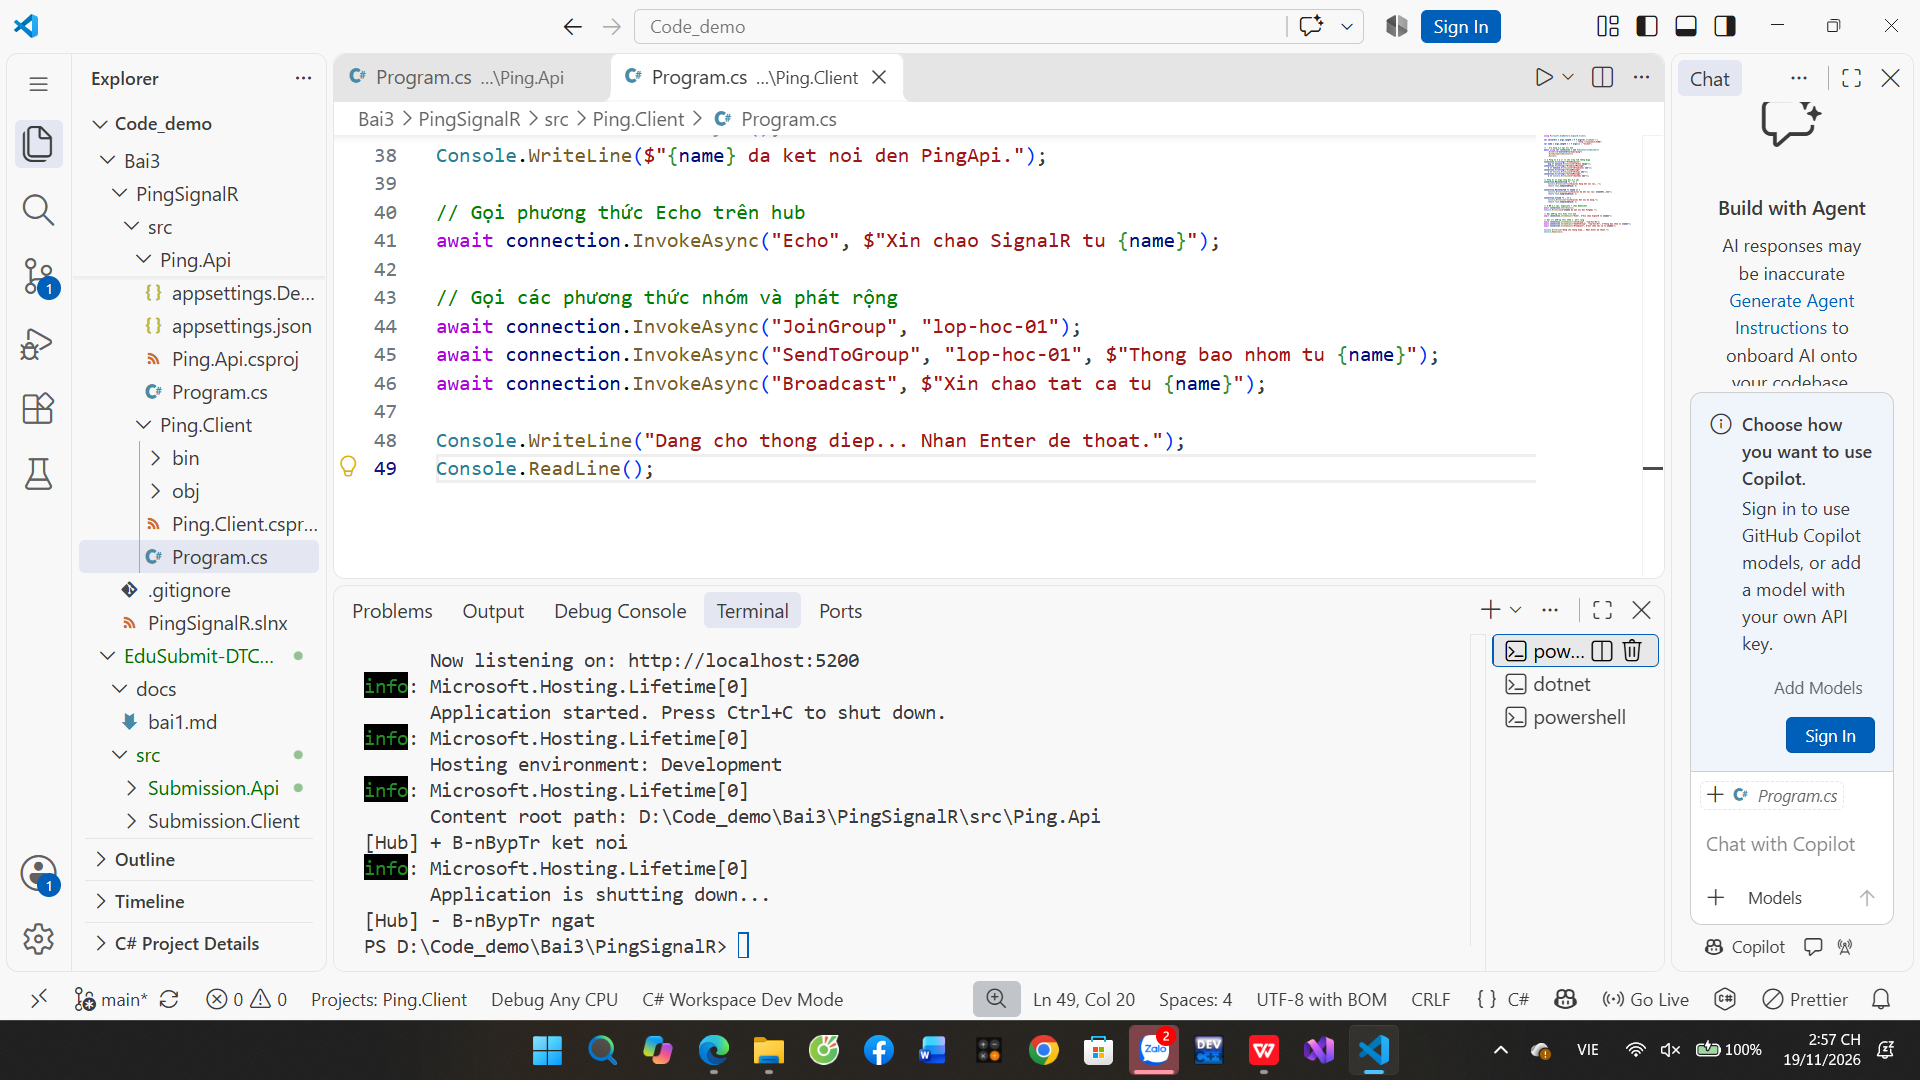 Code_demo
Sign In
Explorer
Code_demo
Bai3
PingSignalR
src
Ping.Api
appsettings.De...
appsettings.json
Ping.Api.csproj
Program.cs
Ping.Client
bin
obj
Ping.Client.cspr...
Program.cs
.gitignore
PingSignalR.slnx
EduSubmit-DTC...
docs
bai1.md
src
Submission.Api
Submission.Client
Outline
Timeline
C# Project Details
1
1
Program.cs ...\Ping.Api
Program.cs ...\Ping.Client
Bai3 > PingSignalR > src > Ping.Client > Program.cs
38 Console.WriteLine($"{name} da ket noi den PingApi.");
39
40 // Gọi phương thức Echo trên hub
41 await connection.InvokeAsync("Echo", $"Xin chao SignalR tu {name}");
42
43 // Gọi các phương thức nhóm và phát rộng
44 await connection.InvokeAsync("JoinGroup", "lop-hoc-01");
45 await connection.InvokeAsync("SendToGroup", "lop-hoc-01", $"Thong bao nhom tu {name}");
46 await connection.InvokeAsync("Broadcast", $"Xin chao tat ca tu {name}");
47
48 Console.WriteLine("Dang cho thong diep... Nhan Enter de thoat.");
49 Console.ReadLine();
Problems Output Debug Console Terminal Ports
Now listening on: http://localhost:5200
info: Microsoft.Hosting.Lifetime[0]
Application started. Press Ctrl+C to shut down.
info: Microsoft.Hosting.Lifetime[0]
Hosting environment: Development
info: Microsoft.Hosting.Lifetime[0]
Content root path: D:\Code_demo\Bai3\PingSignalR\src\Ping.Api
[Hub] + B-nBypTr ket noi
info: Microsoft.Hosting.Lifetime[0]
Application is shutting down...
[Hub] - B-nBypTr ngat
PS D:\Code_demo\Bai3\PingSignalR>
pow...
dotnet
powershell
Chat
Build with Agent
AI responses may
be inaccurate
Generate Agent
Instructions to
onboard AI onto
your codebase
Choose how
you want to use
Copilot.
Sign in to use
GitHub Copilot
models, or add
a model with
your own API
key.
Add Models
Sign In
Program.cs
Chat with Copilot
Models
Copilot
main* 0 0 Projects: Ping.Client Debug Any CPU C# Workspace Dev Mode Ln 49, Col 20 Spaces: 4 UTF-8 with BOM CRLF {} C# Go Live Prettier
Zalo 2
DEV
VIE
100%
2:57 CH
19/11/2026